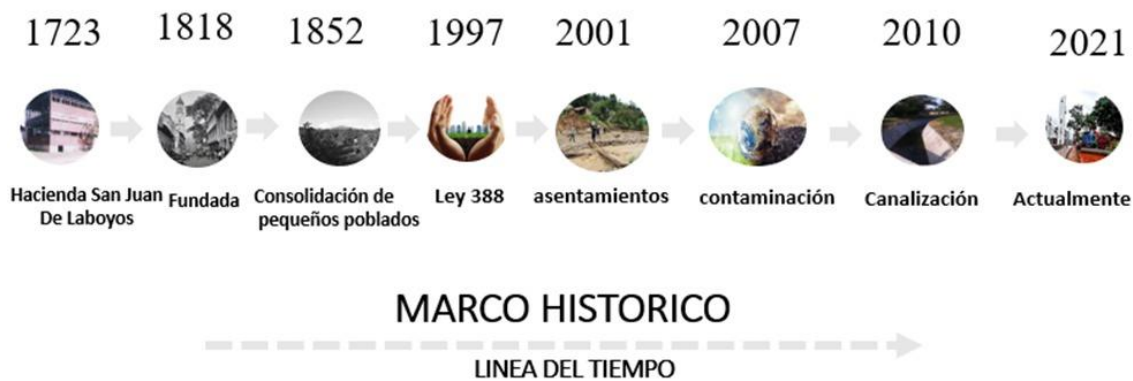 1723 1818 1852 1997 2001 2007 2010 2021
Hacienda San Juan
De Laboyos
Fundada
Consolidación de
pequeños poblados
Ley 388
asentamientos
contaminación
Canalización
Actualmente
MARCO HISTORICO
LINEA DEL TIEMPO